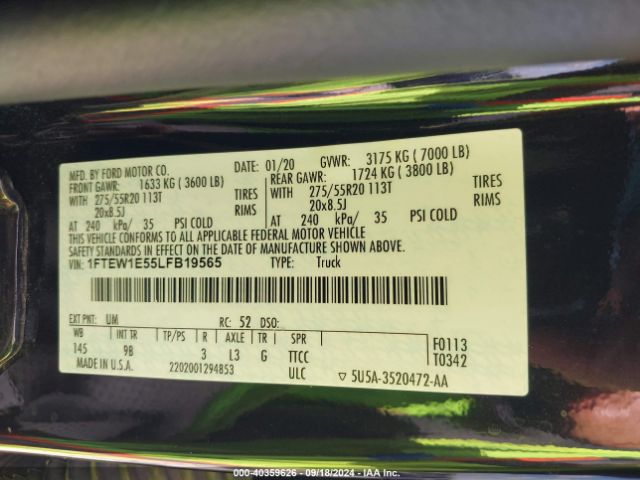 MFD. BY FORD MOTOR CO. DATE: 01/20 GVWR: 3175 KG (7000 LB)
FRONT GAWR: 1633 KG (3600 LB) REAR GAWR: 1724 KG (3800 LB)
WITH 275/55R20 113T TIRES WITH 275/55R20 113T TIRES
20x8.5J RIMS 20x8.5J RIMS
AT 240 kPa/ 35 PSI COLD AT 240 kPa/ 35 PSI COLD
THIS VEHICLE CONFORMS TO ALL APPLICABLE FEDERAL MOTOR VEHICLE
SAFETY STANDARDS IN EFFECT ON THE DATE OF MANUFACTURE SHOWN ABOVE.
VIN: 1FTEW1E55LFB19565 TYPE: Truck
EXT PNT: UM RC: 52 DSO:
WB INT TR TP/PS R AXLE TR SPR F0113
145 9B 3 L3 G TTCC T0342
MADE IN U.S.A. 2202001294853 ULC ▽ 5U5A-3520472-AA
000-40359626 - 09/18/2024 - IAA Inc.